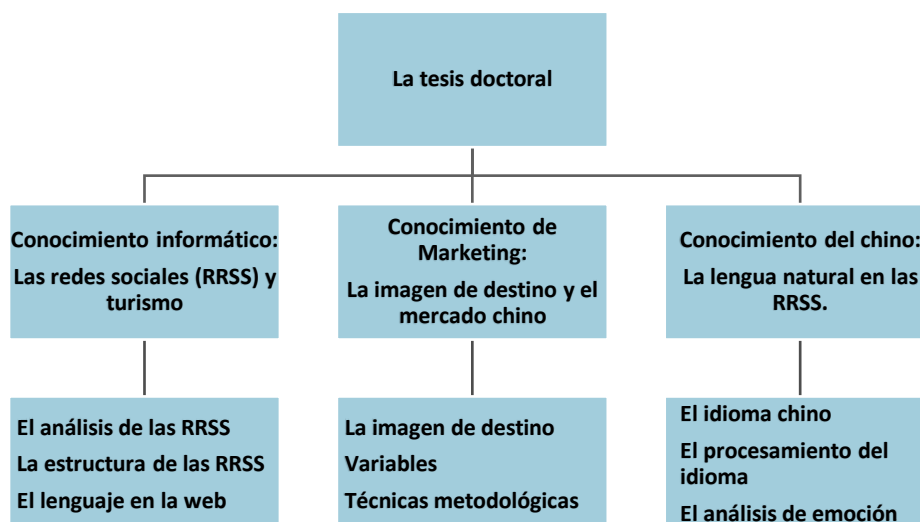 La tesis doctoral
Conocimiento informático:
Las redes sociales (RRSS) y
turismo
Conocimiento de
Marketing:
La imagen de destino y el
mercado chino
Conocimiento del chino:
La lengua natural en las
RRSS.
El análisis de las RRSS
La estructura de las RRSS
El lenguaje en la web
La imagen de destino
Variables
Técnicas metodológicas
El idioma chino
El procesamiento del
idioma
El análisis de emoción